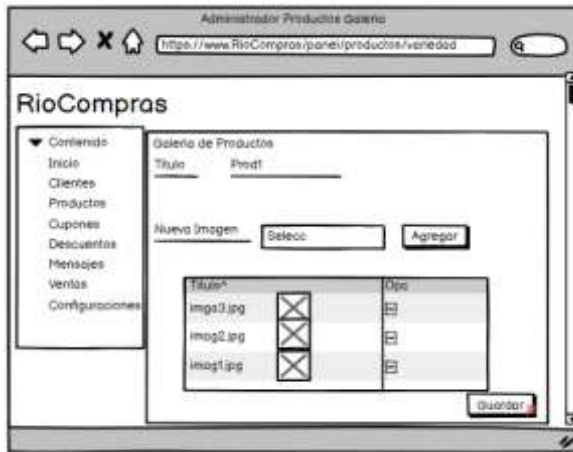 Administrador Productos Galeria
https://www.RioCompras/panel/productos/variedad
RioCompras
Contenido
Inicio
Clientes
Productos
Cupones
Descuentos
Mensajes
Ventas
Configuraciones
Galeria de Productos
Titulo Prod1
Nueva Imagen Selecc Agregar
Titulo^ Opc
imga3.jpg
imag2.jpg
imag1.jpg
Guardar